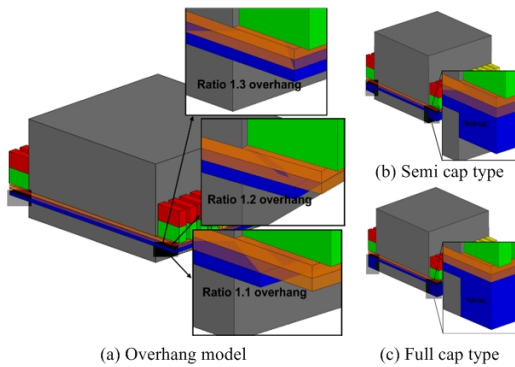 Ratio 1.3 overhang
Ratio 1.2 overhang
Ratio 1.1 overhang
(a) Overhang model
(b) Semi cap type
(c) Full cap type